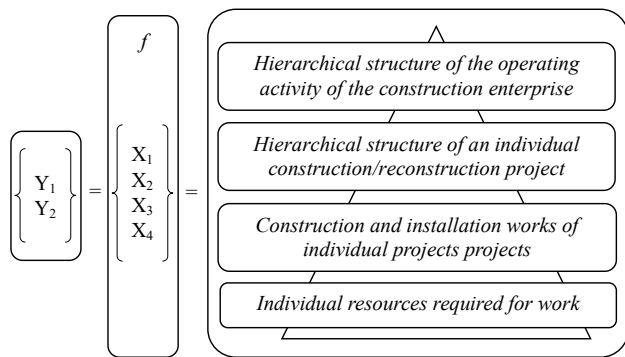 f
Y1
Y2
=
X1
X2
X3
X4
=
Hierarchical structure of the operating
activity of the construction enterprise
Hierarchical structure of an individual
construction/reconstruction project
Construction and installation works of
individual projects projects
Individual resources required for work